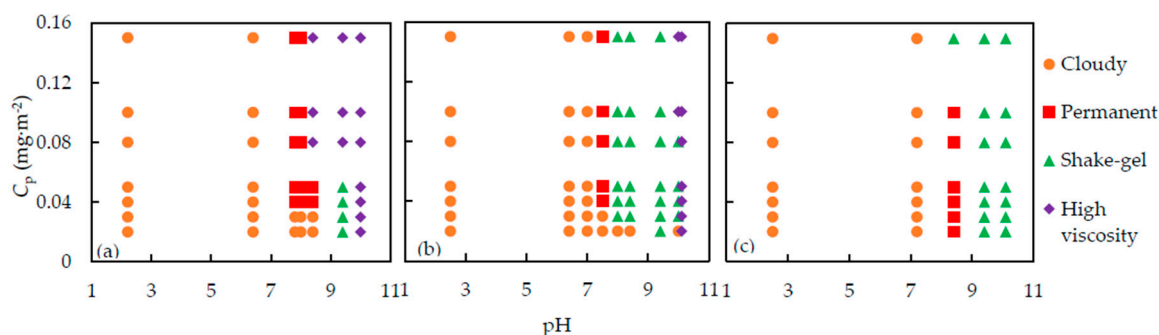 0.16
0.12
0.08
0.04
0
Cₚ (mg·m⁻²)
(a)
(b)
(c)
1 3 5 7 9 11
1 3 5 7 9 11
1 3 5 7 9 11
pH
Cloudy
Permanent
Shake-gel
High
viscosity